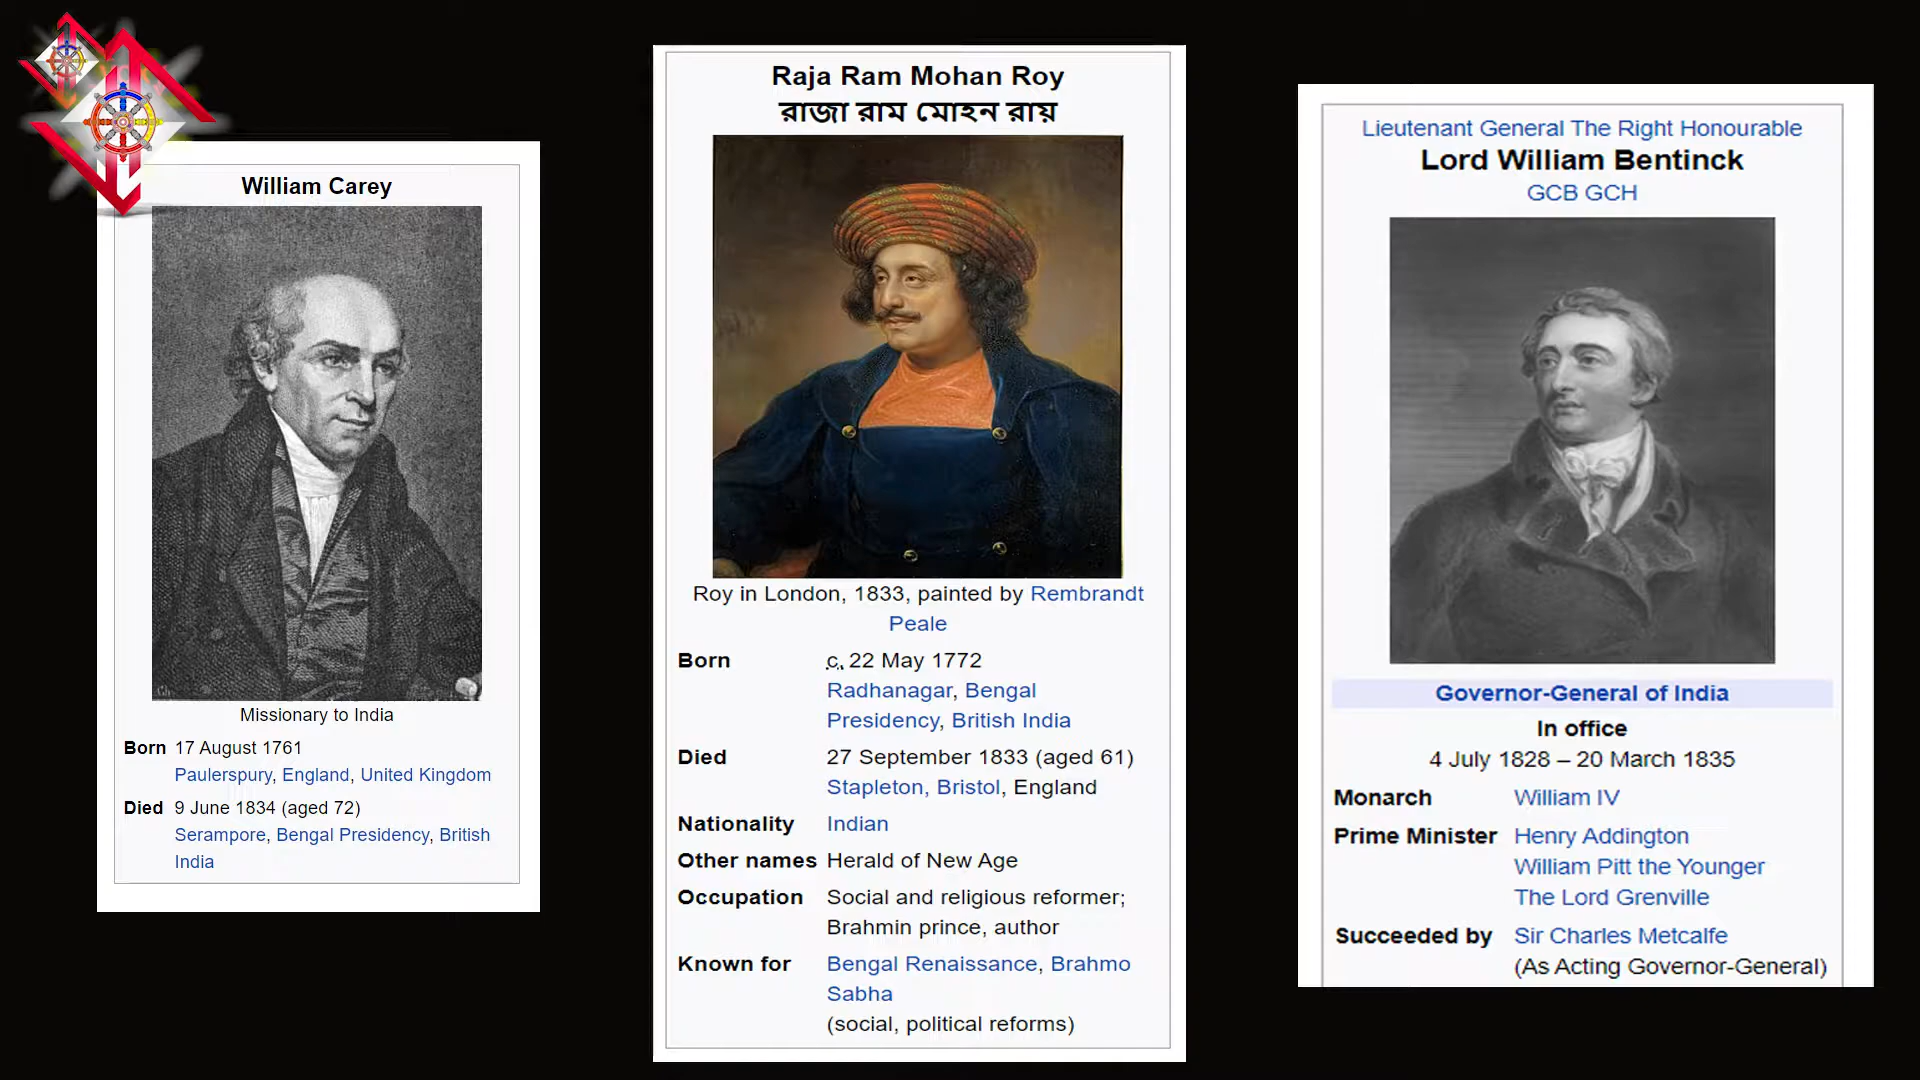 William Carey
Missionary to India
Born 17 August 1761
Paulerspury, England, United Kingdom
Died 9 June 1834 (aged 72)
Serampore, Bengal Presidency, British
India
Raja Ram Mohan Roy
রাজা রাম মোহন রায়
Roy in London, 1833, painted by Rembrandt
Peale
Born c. 22 May 1772
Radhanagar, Bengal
Presidency, British India
Died 27 September 1833 (aged 61)
Stapleton, Bristol, England
Nationality Indian
Other names Herald of New Age
Occupation Social and religious reformer;
Brahmin prince, author
Known for Bengal Renaissance, Brahmo
Sabha
(social, political reforms)
Lieutenant General The Right Honourable
Lord William Bentinck
GCB GCH
Governor-General of India
In office
4 July 1828 – 20 March 1835
Monarch William IV
Prime Minister Henry Addington
William Pitt the Younger
The Lord Grenville
Succeeded by Sir Charles Metcalfe
(As Acting Governor-General)